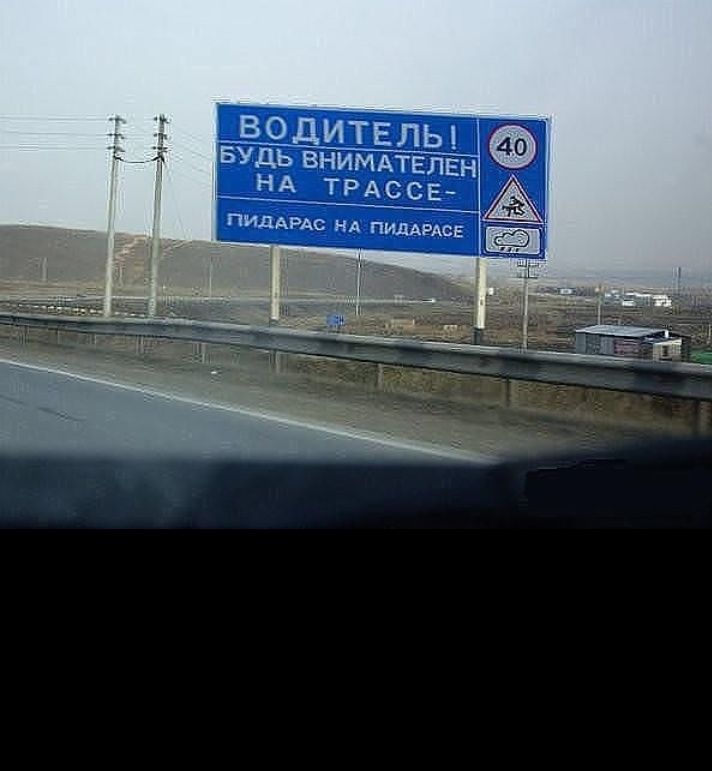 ВОДИТЕЛЬ!
БУДЬ ВНИМАТЕЛЕН
НА ТРАССЕ-
ПИДАРАС НА ПИДАРАСЕ
40